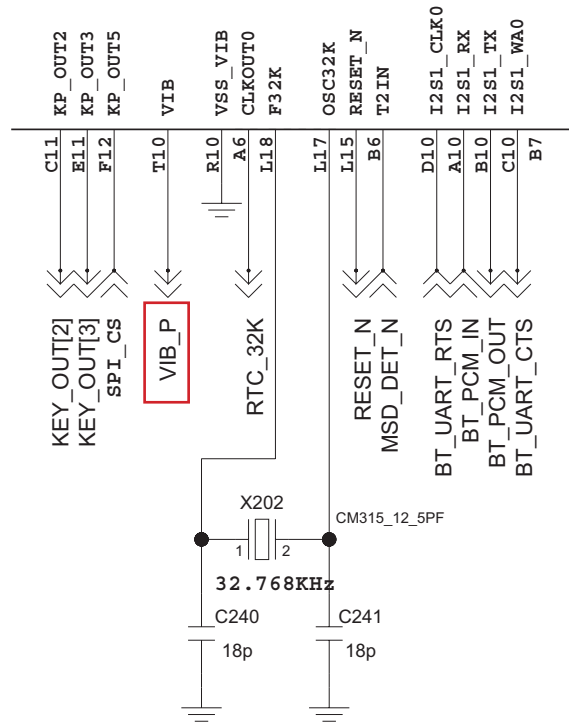 KP_OUT2
KP_OUT3
KP_OUT5
VIB
VSS_VIB
CLKOUT0
F32K
OSC32K
RESET_N
T2IN
I2S1_CLK0
I2S1_RX
I2S1_TX
I2S1_WA0
C11
E11
F12
T10
R10
A6
L18
L17
L15
B6
D10
A10
B10
C10
B7
KEY_OUT[2]
KEY_OUT[3]
SPI_CS
VIB_P
RTC_32K
RESET_N
MSD_DET_N
BT_UART_RTS
BT_PCM_IN
BT_PCM_OUT
BT_UART_CTS
X202
CM315_12_5PF
1 2
32.768KHz
C240
18p
C241
18p